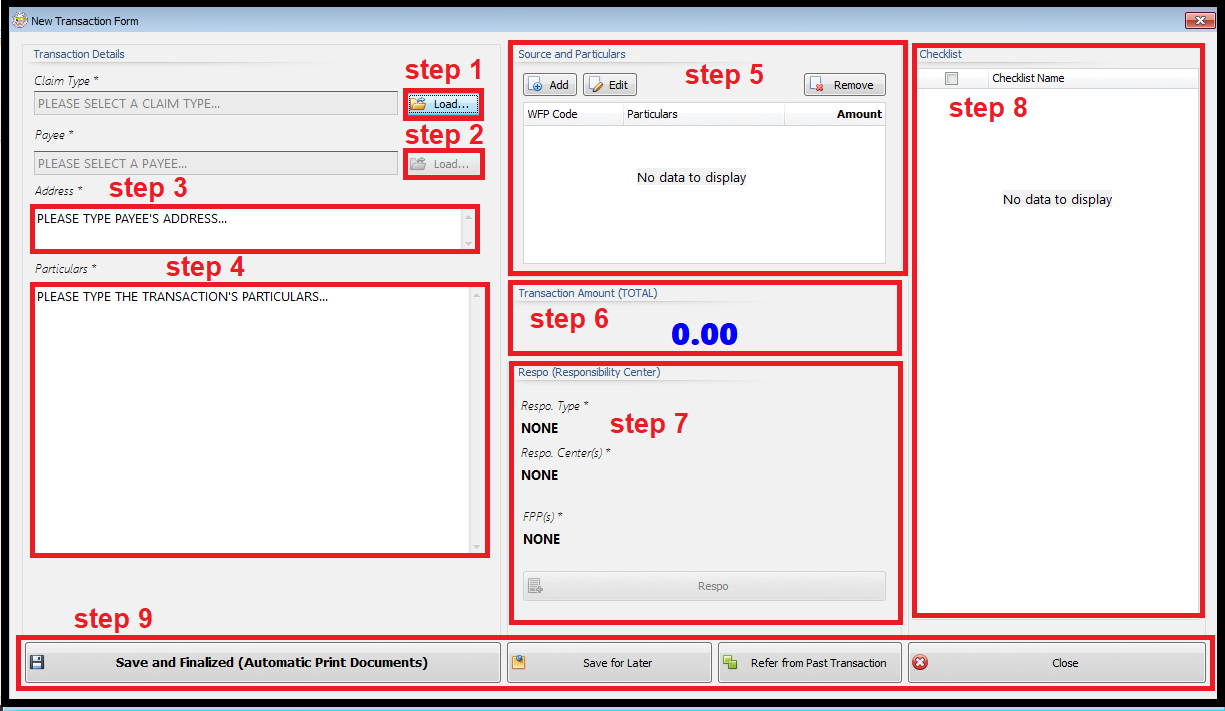 New Transaction Form
Transaction Details
Claim Type *
step 1
PLEASE SELECT A CLAIM TYPE...
Load...
Payee *
step 2
PLEASE SELECT A PAYEE...
Load...
Address *
step 3
PLEASE TYPE PAYEE'S ADDRESS...
Particulars *
step 4
PLEASE TYPE THE TRANSACTION'S PARTICULARS...
Source and Particulars
step 5
Add
Edit
Remove
WFP Code
Particulars
Amount
No data to display
Transaction Amount (TOTAL)
step 6
0.00
Respo (Responsibility Center)
Respo. Type *
step 7
NONE
Respo. Center(s) *
NONE
FPP(s) *
NONE
Respo
Checklist
Checklist Name
step 8
No data to display
step 9
Save and Finalized (Automatic Print Documents)
Save for Later
Refer from Past Transaction
Close